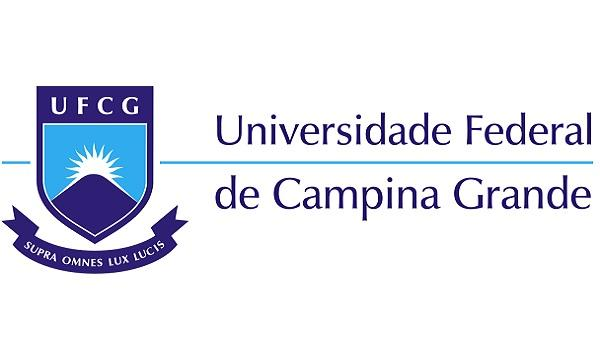 UFCG
SUPRA OMNES LUX LUCIS
Universidade Federal
de Campina Grande